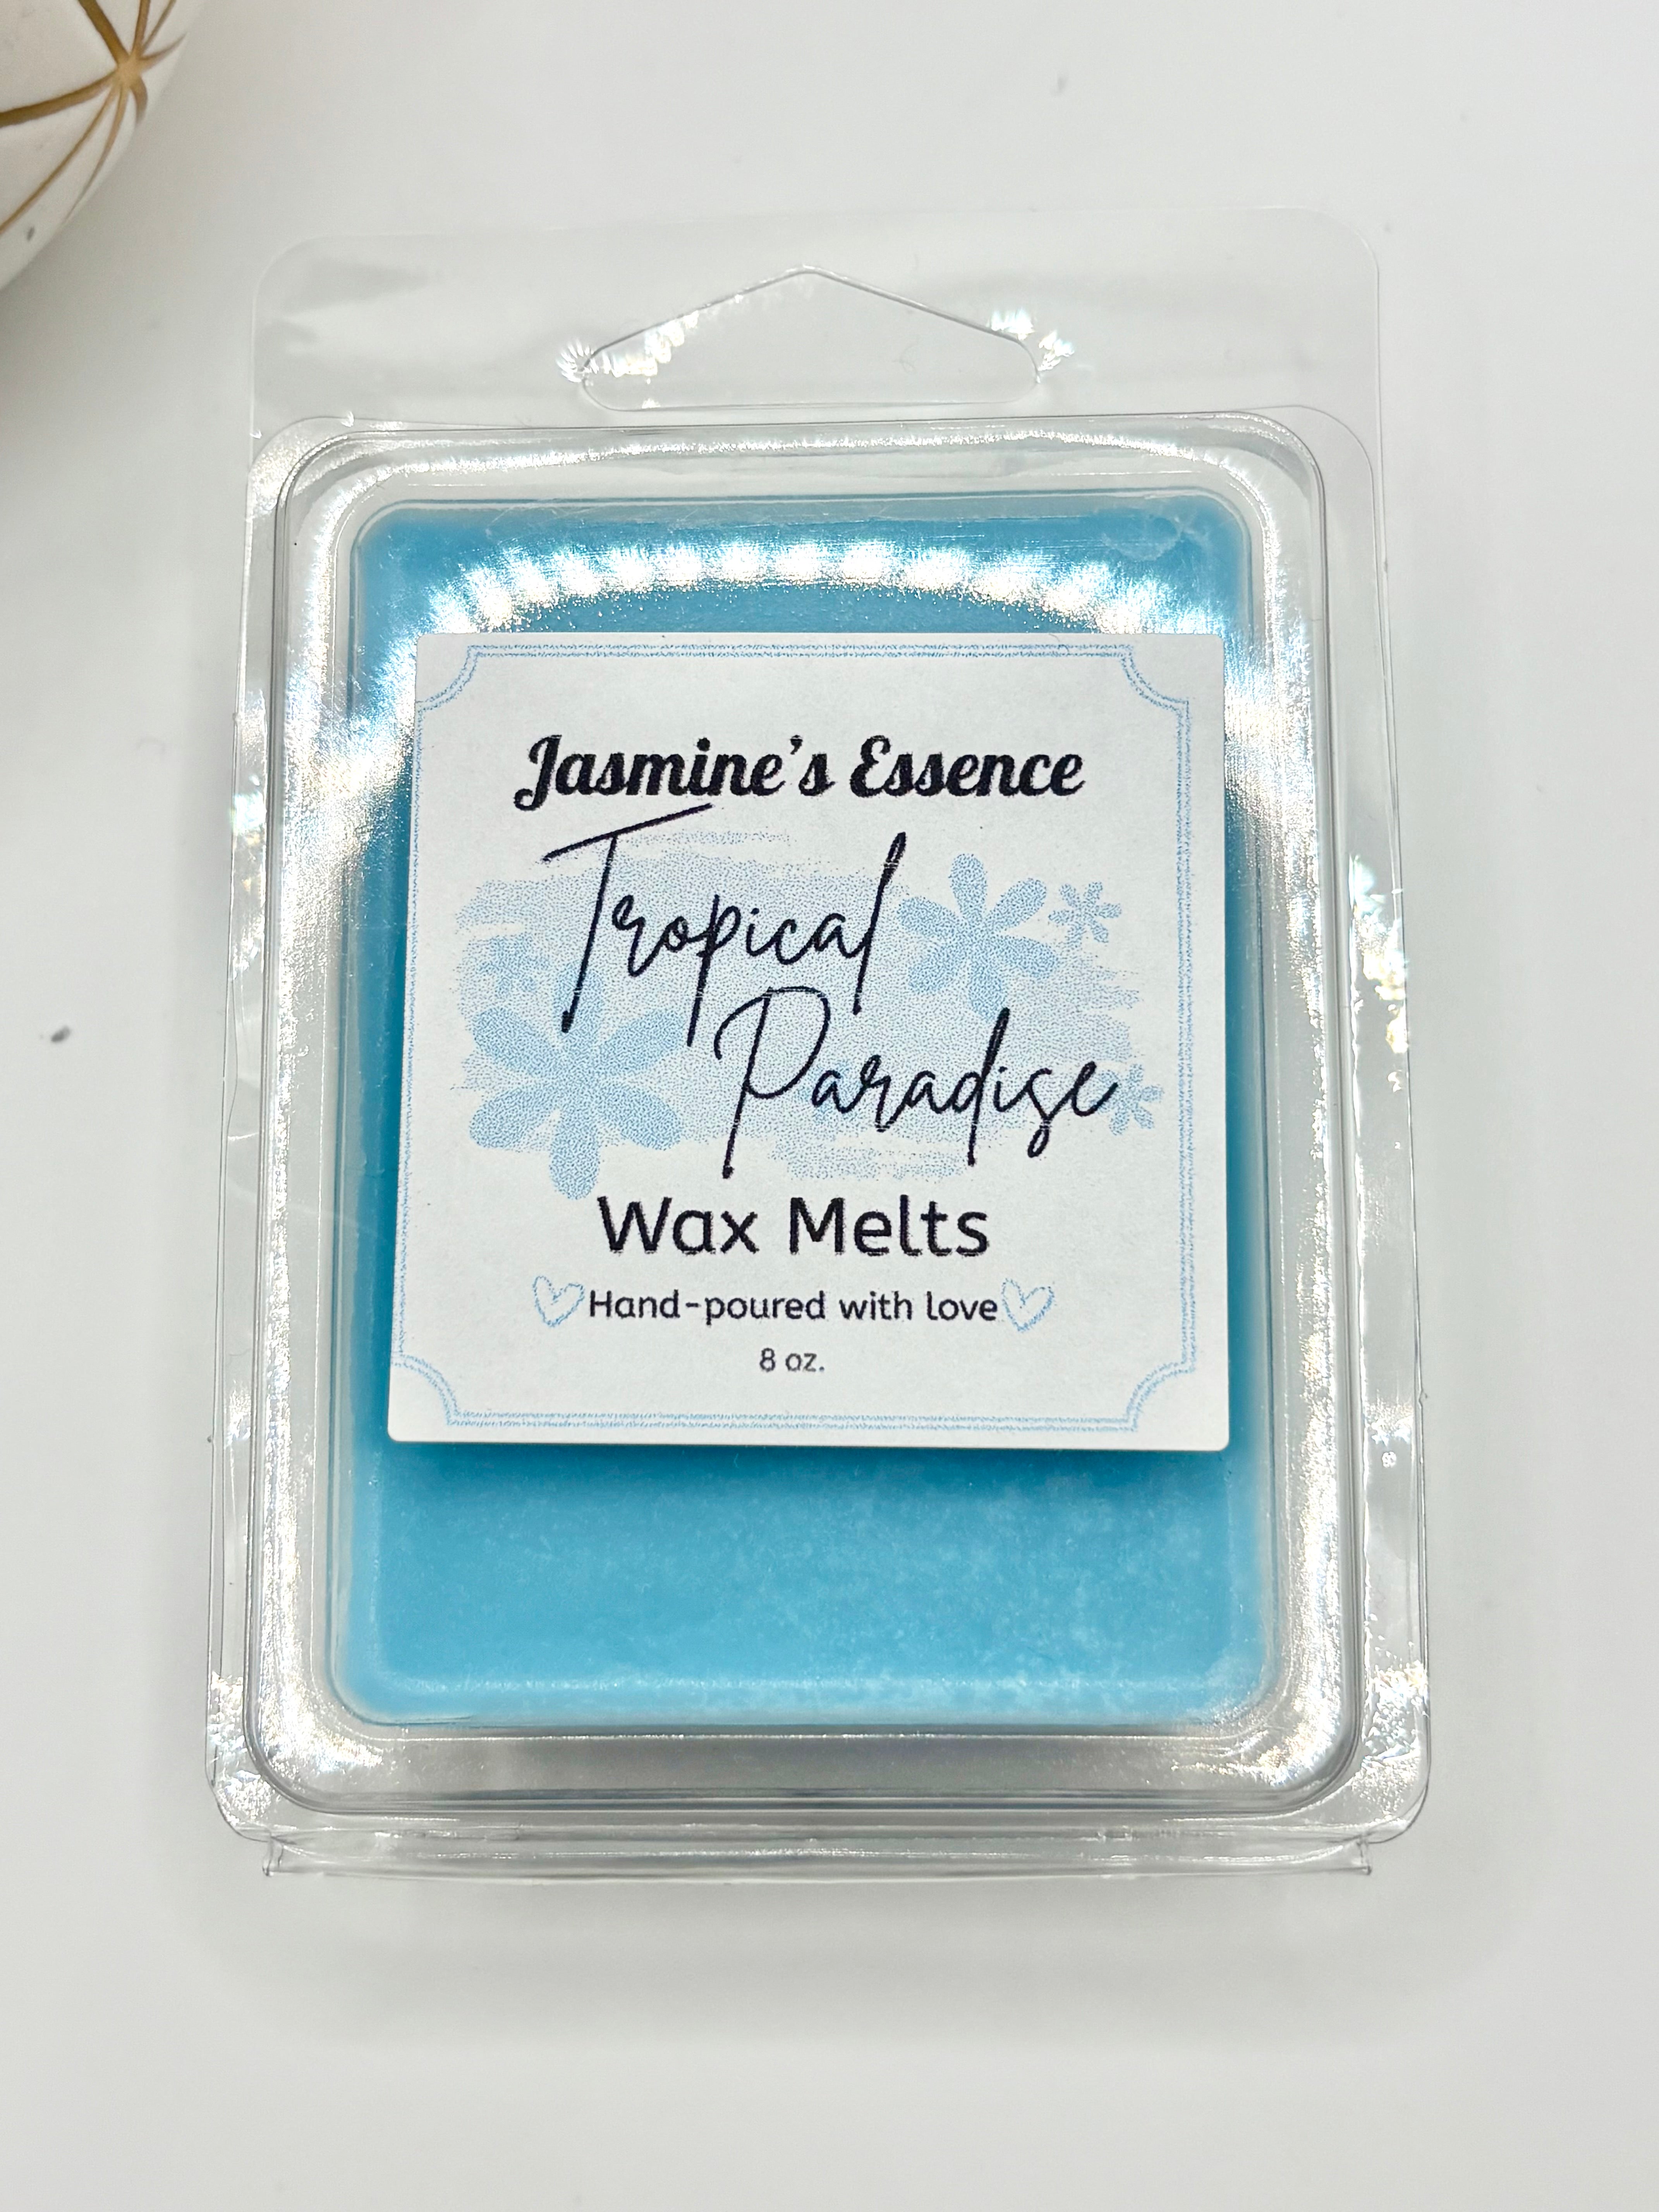 Jasmine's Essence
Tropical
Paradise
Wax Melts
Hand-poured with love
8 oz.